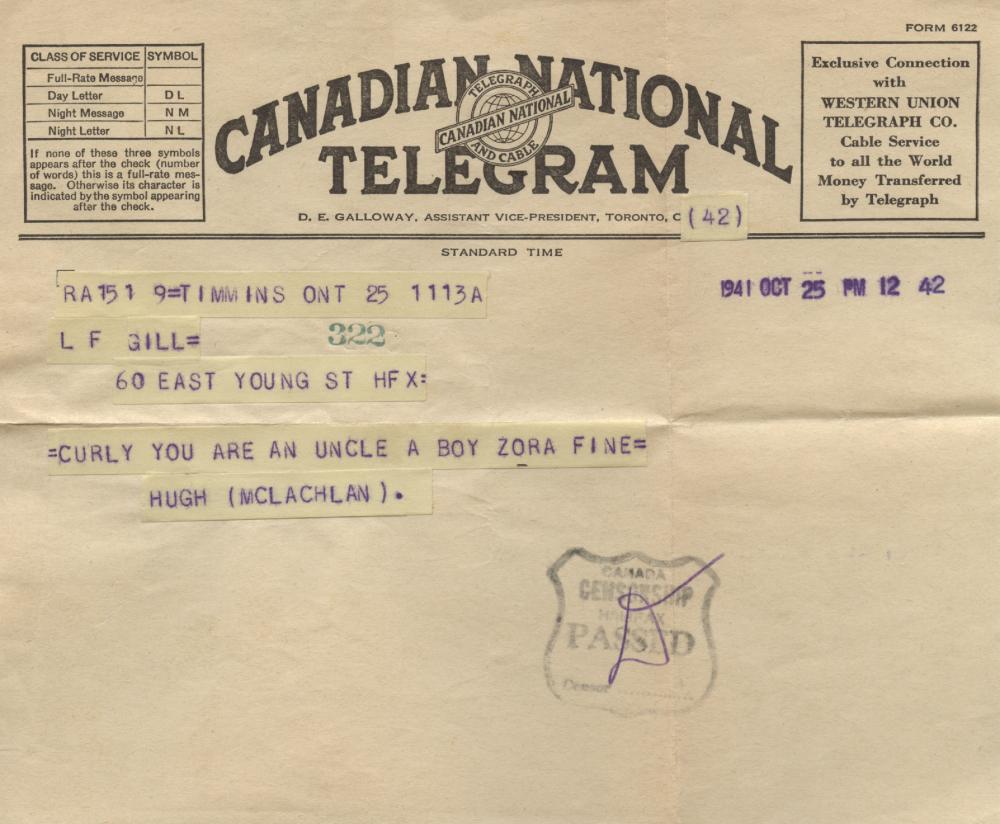 FORM 6122
CLASS OF SERVICE SYMBOL
Full-Rate Message
Day Letter D L
Night Message N M
Night Letter N L
If none of these three symbols
appears after the check (number
of words) this is a full-rate mes-
sage. Otherwise its character is
indicated by the symbol appearing
after the check.
CANADIAN NATIONAL
TELEGRAPH
CANADIAN NATIONAL
AND CABLE
TELEGRAM
D. E. GALLOWAY, ASSISTANT VICE-PRESIDENT, TORONTO, (42)
Exclusive Connection
with
WESTERN UNION
TELEGRAPH CO.
Cable Service
to all the World
Money Transferred
by Telegraph
STANDARD TIME
RA151 9=TIMMINS ONT 25 1113A
1941 OCT 25 PM 12 42
L F GILL=
322
60 EAST YOUNG ST HFX=
=CURLY YOU ARE AN UNCLE A BOY ZORA FINE=
HUGH (MCLACHLAN).
CANADA
CENSORSHIP
HALIFAX
PASSED
Censor